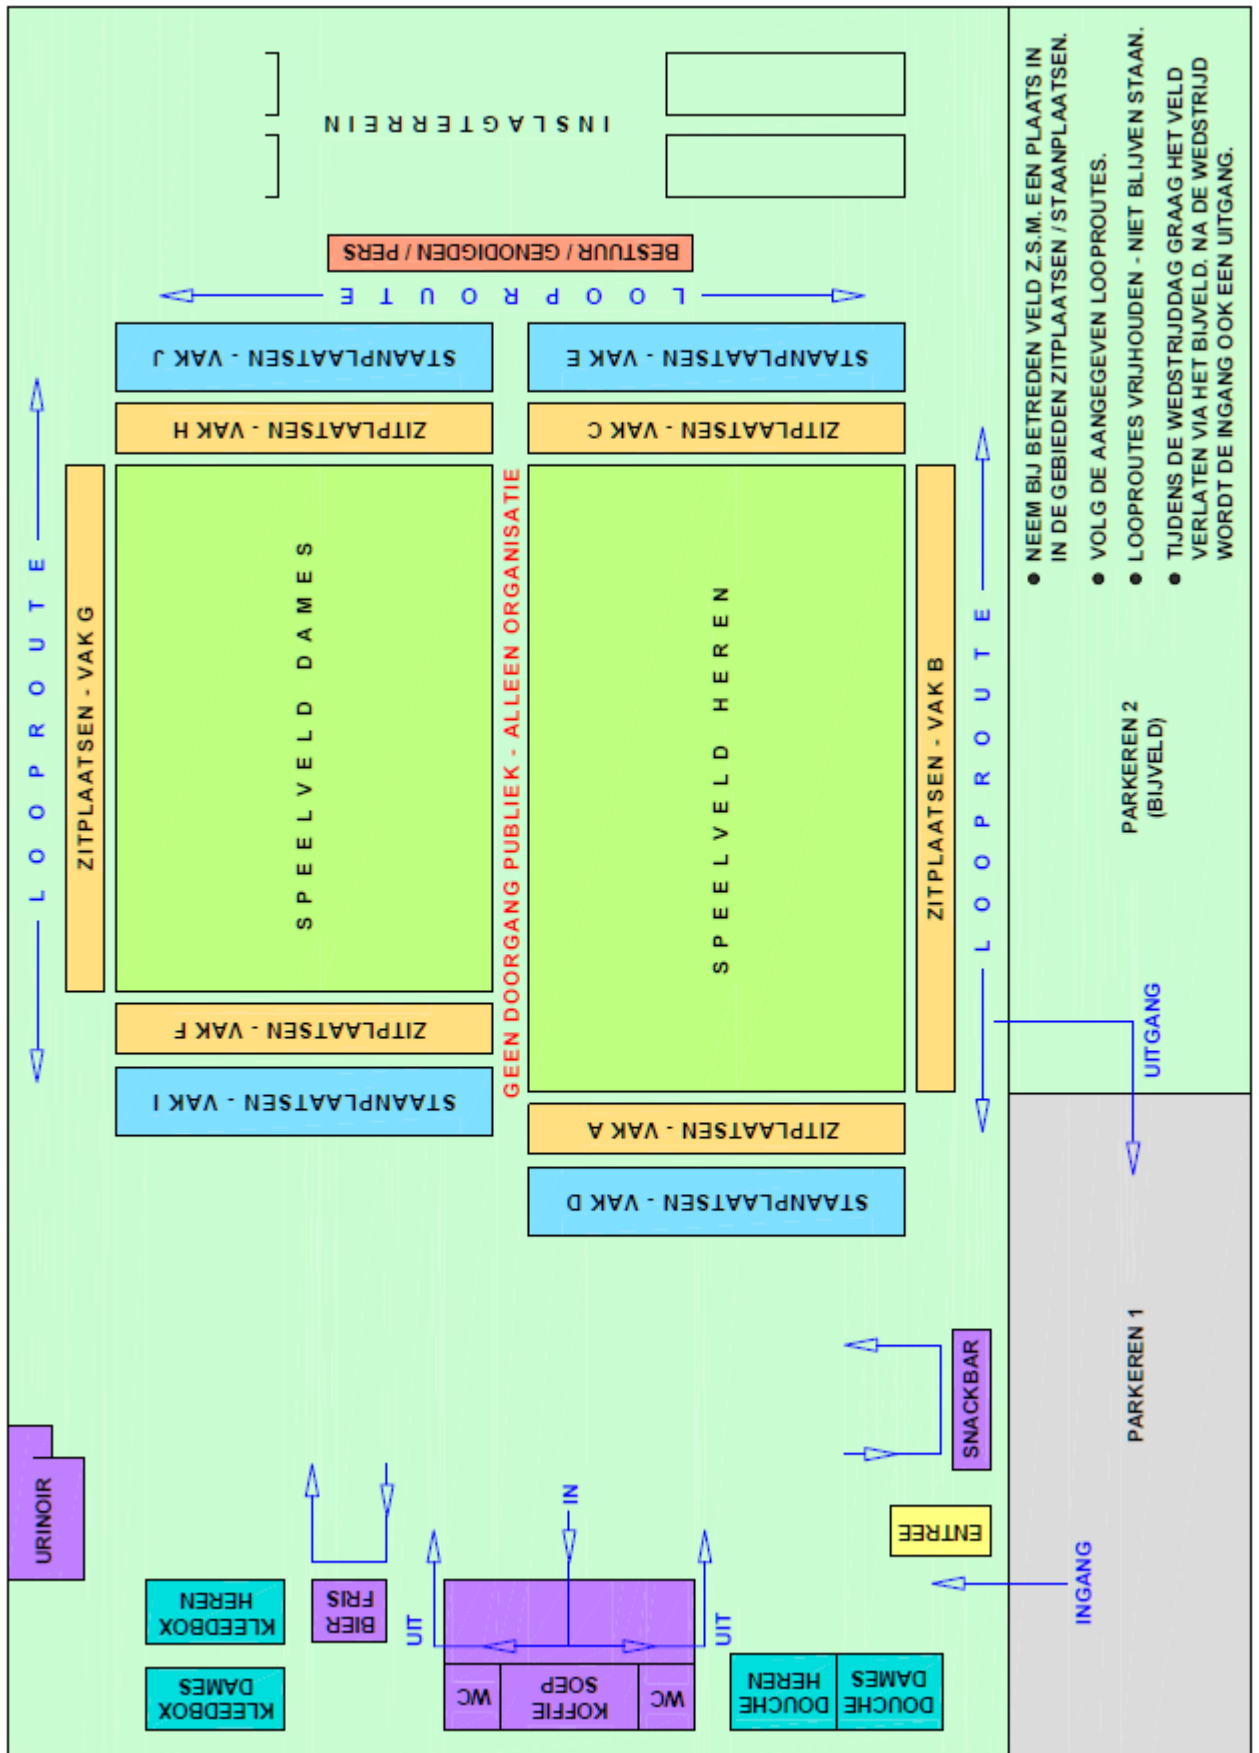 INSLAGTERREIN
BESTUUR / GENODIGDEN / PERS
LOOPROUTE
STAANPLAATSEN - VAK J
STAANPLAATSEN - VAK E
ZITPLAATSEN - VAK H
ZITPLAATSEN - VAK C
LOOPROUTE
ZITPLAATSEN - VAK G
SPEELVELD DAMES
GEEN DOORGANG PUBLIEK - ALLEEN ORGANISATIE
SPEELVELD HEREN
ZITPLAATSEN - VAK B
LOOPROUTE
ZITPLAATSEN - VAK F
STAANPLAATSEN - VAK I
ZITPLAATSEN - VAK A
STAANPLAATSEN - VAK D
● NEEM BIJ BETREDEN VELD Z.S.M. EEN PLAATS IN
IN DE GEBIEDEN ZITPLAATSEN / STAANPLAATSEN.
● VOLG DE AANGEGEVEN LOOPROUTES.
● LOOPROUTES VRIJHOUDEN - NIET BLIJVEN STAAN.
● TIJDENS DE WEDSTRIJDDAG GRAAG HET VELD
VERLATEN VIA HET BIJVELD. NA DE WEDSTRIJD
WORDT DE INGANG OOK EEN UITGANG.
PARKEREN 2
(BIJVELD)
UITGANG
PARKEREN 1
SNACKBAR
ENTREE
INGANG
URINOIR
KLEEDBOX
HEREN
KLEEDBOX
DAMES
BIER
FRIS
UIT
IN
UIT
WC
KOFFIE
SOEP
WC
DOUCHE
HEREN
DOUCHE
DAMES